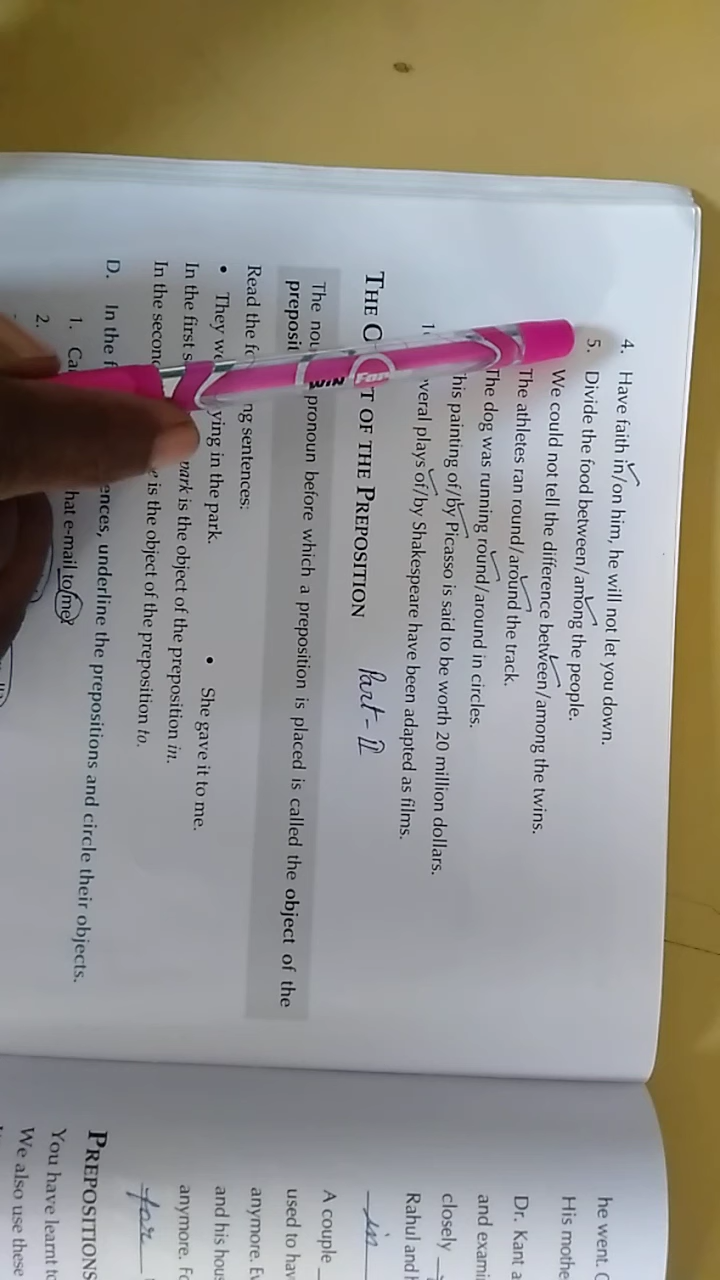 4. Have faith in/on him, he will not let you down.
5. Divide the food between/among the people.
We could not tell the difference between/among the twins.
The athletes ran round/around the track.
The dog was running round/around in circles.
his painting of/by Picasso is said to be worth 20 million dollars.
veral plays of/by Shakespeare have been adapted as films.
THE O T OF THE PREPOSITION Part-II
The nou pronoun before which a preposition is placed is called the object of the
preposit
Read the fo ng sentences:
• They we ying in the park. • She gave it to me.
In the first s park is the object of the preposition in.
In the second is the object of the preposition to.
D. In the f ences, underline the prepositions and circle their objects.
1. Ca hat e-mail to me?
2.
he went.
His mothe
Dr. Kant a
and exami
closely
Rahul and h
in
A couple
used to hav
anymore. Ev
and his hous
anymore. Fo
for
PREPOSITIONS
You have learnt to
We also use these